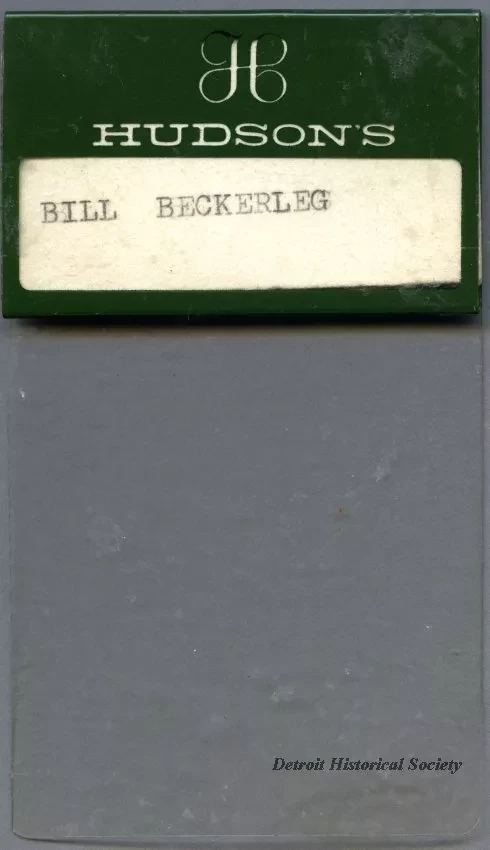 H
HUDSON'S
BILL BECKERLEG
Detroit Historical Society